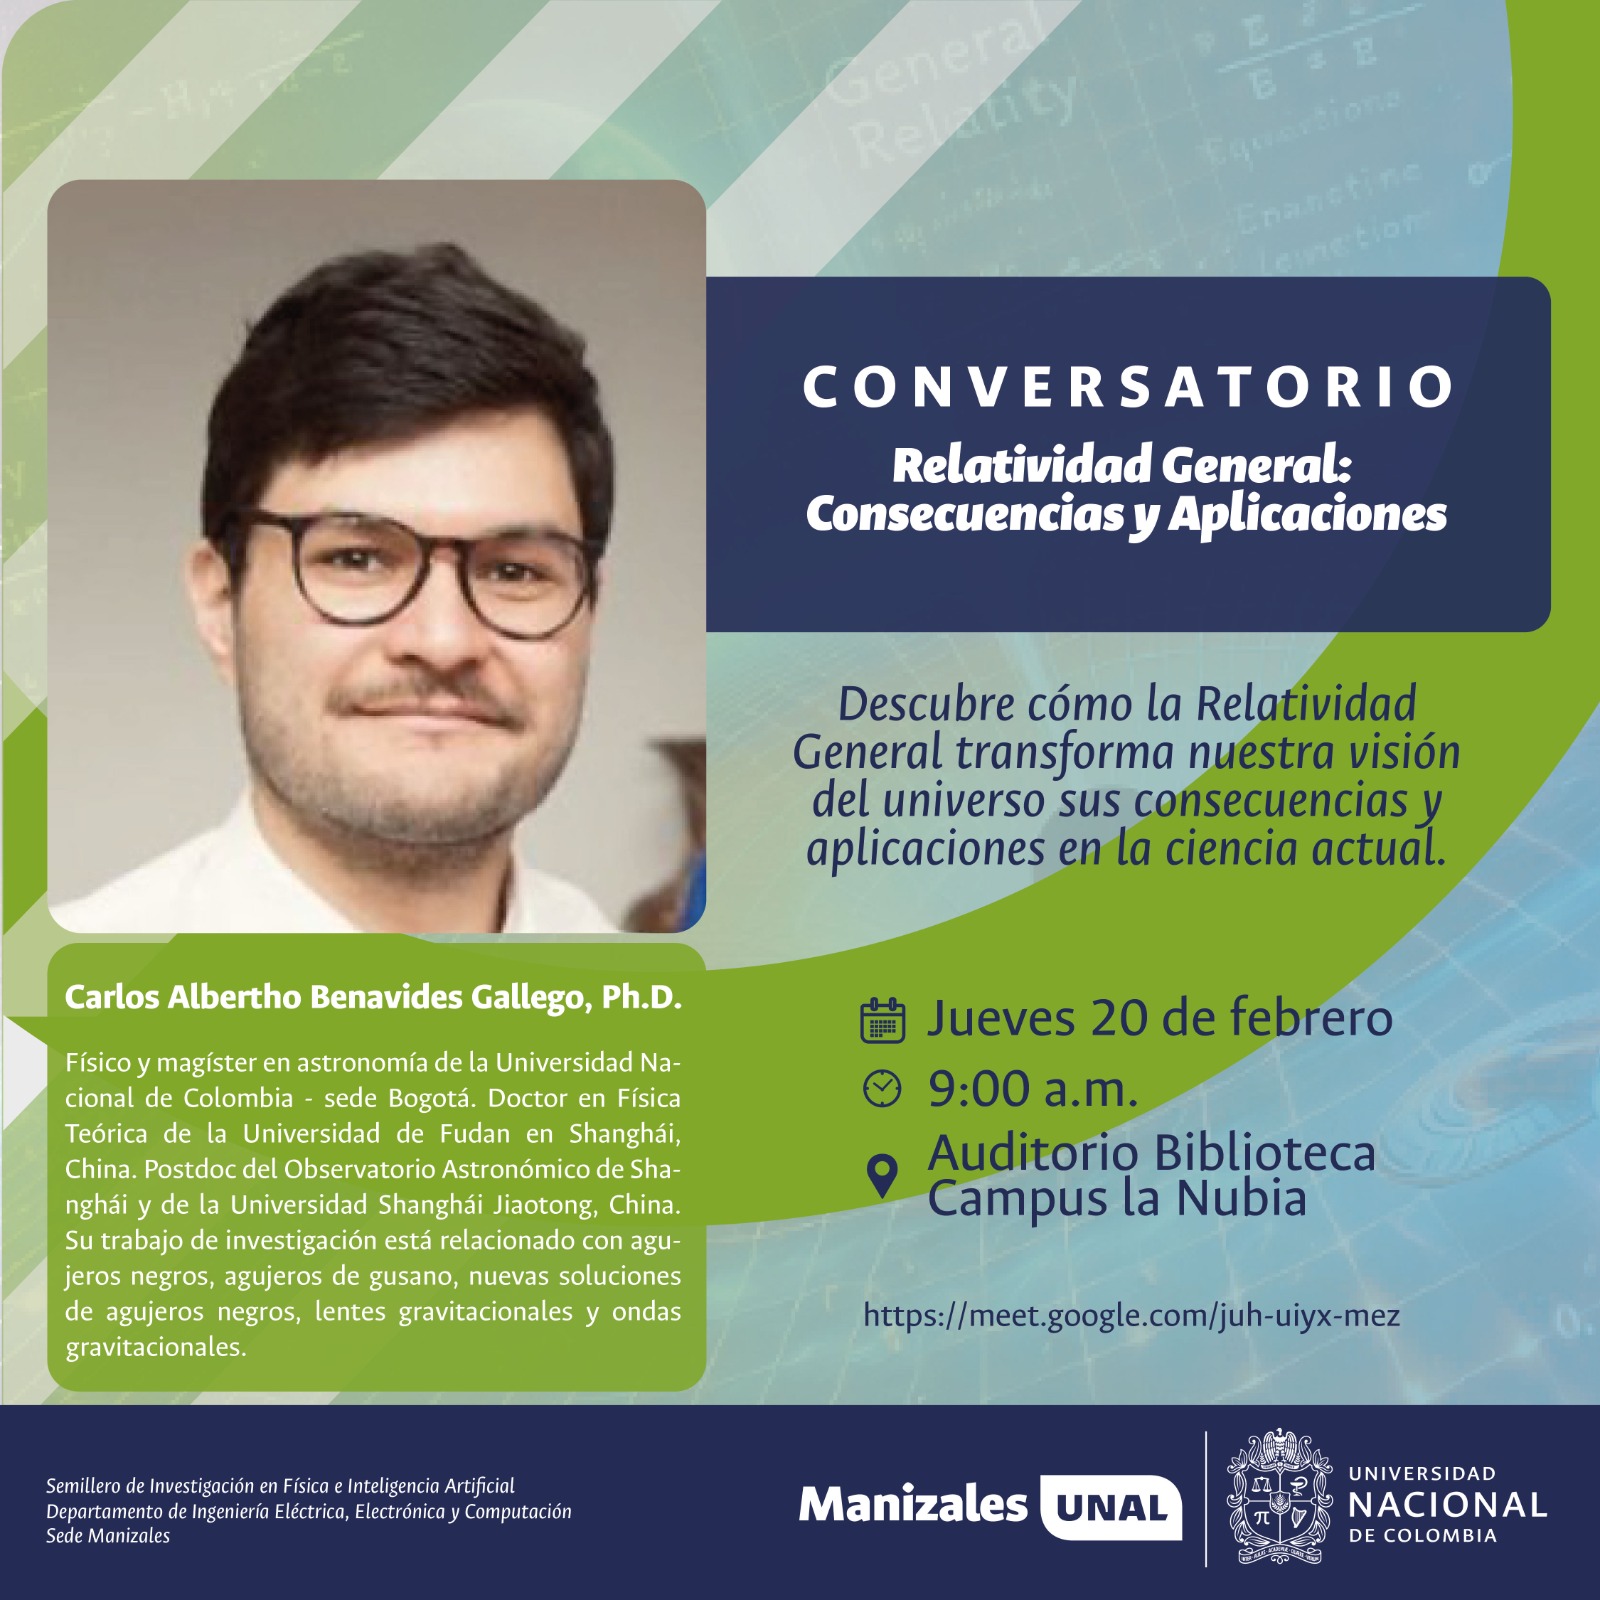 General
Relality
Equartions
Enanctine
CONVERSATORIO
Relatividad General:
Consecuencias y Aplicaciones
Descubre cómo la Relatividad
General transforma nuestra visión
del universo sus consecuencias y
aplicaciones en la ciencia actual.
Carlos Albertho Benavides Gallego, Ph.D.
Físico y magíster en astronomía de la Universidad Na-
cional de Colombia - sede Bogotá. Doctor en Física
Teórica de la Universidad de Fudan en Shanghái,
China. Postdoc del Observatorio Astronómico de Sha-
nghái y de la Universidad Shanghái Jiaotong, China.
Su trabajo de investigación está relacionado con agu-
jeros negros, agujeros de gusano, nuevas soluciones
de agujeros negros, lentes gravitacionales y ondas
gravitacionales.
Jueves 20 de febrero
9:00 a.m.
Auditorio Biblioteca
Campus la Nubia
https://meet.google.com/juh-uiyx-mez
Semillero de Investigación en Física e Inteligencia Artificial
Departamento de Ingeniería Eléctrica, Electrónica y Computación
Sede Manizales
Manizales UNAL
UNIVERSIDAD
NACIONAL
DE COLOMBIA